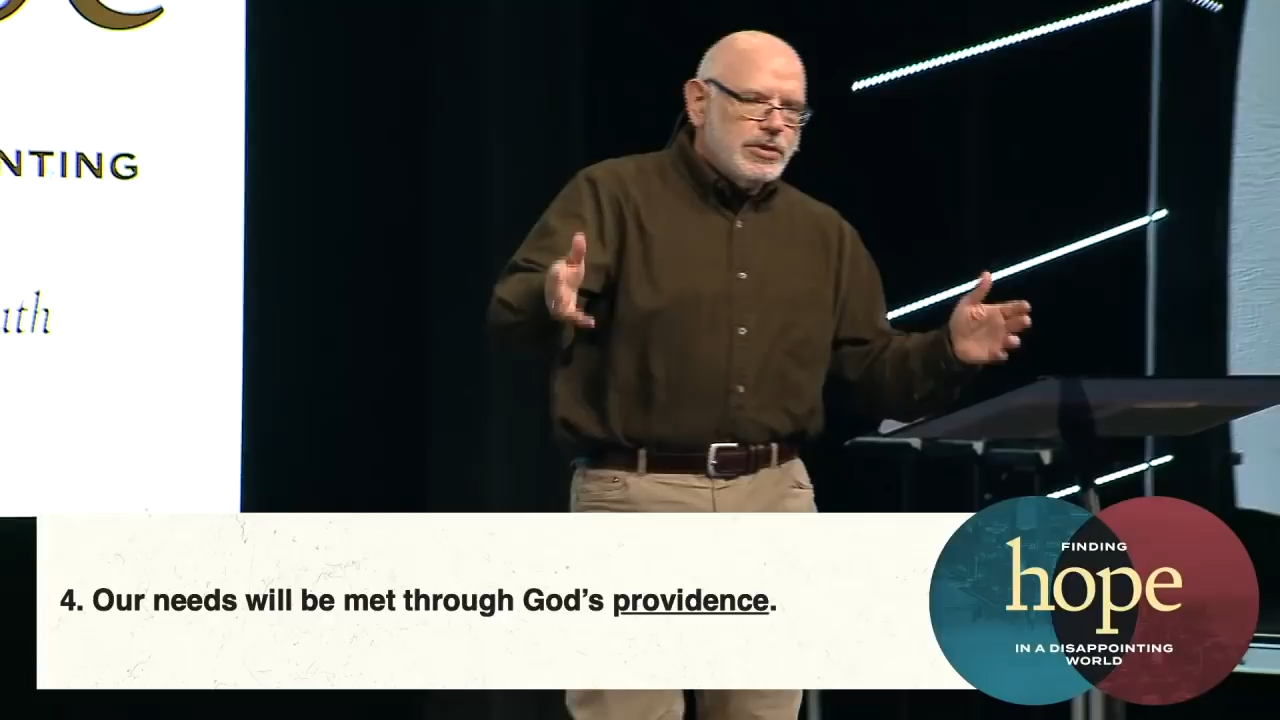 NTING
4. Our needs will be met through God's providence.
FINDING
hope
IN A DISAPPOINTING
WORLD